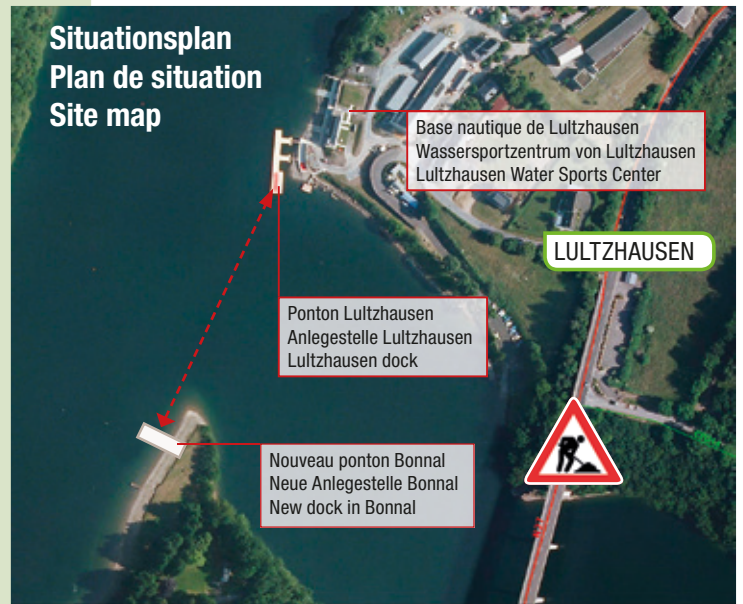 Situationsplan
Plan de situation
Site map
Base nautique de Lultzhausen
Wassersportzentrum von Lultzhausen
Lultzhausen Water Sports Center
LULTZHAUSEN
Ponton Lultzhausen
Anlegestelle Lultzhausen
Lultzhausen dock
Nouveau ponton Bonnal
Neue Anlegestelle Bonnal
New dock in Bonnal